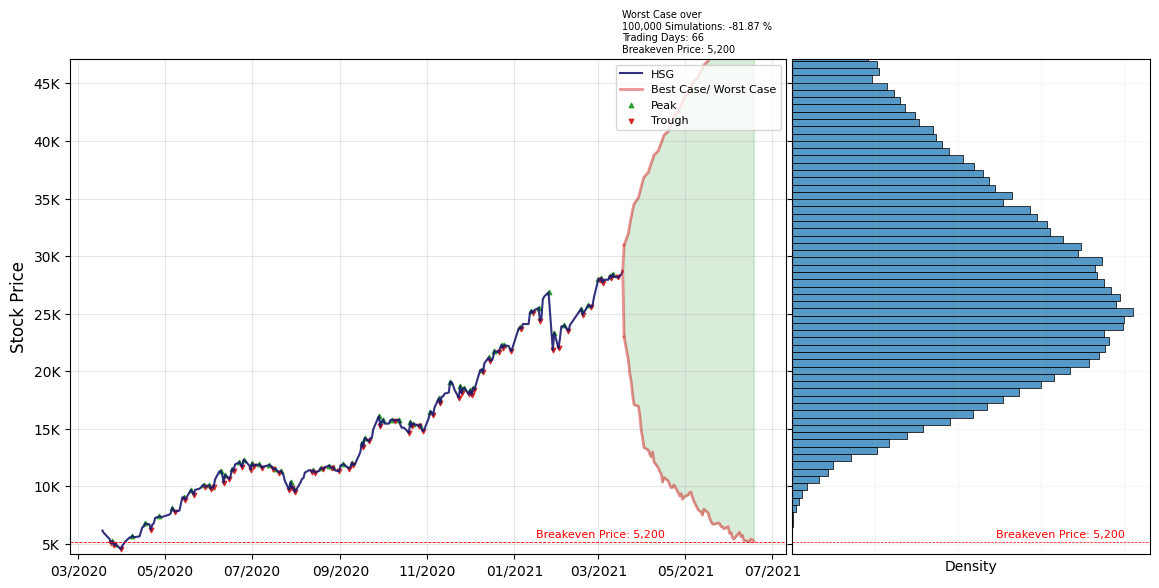 Worst Case over
100,000 Simulations: -81.87 %
Trading Days: 66
Breakeven Price: 5,200
HSG
Best Case/ Worst Case
Peak
Trough
Stock Price
45K
40K
35K
30K
25K
20K
15K
10K
5K
Breakeven Price: 5,200
Breakeven Price: 5,200
03/2020
05/2020
07/2020
09/2020
11/2020
01/2021
03/2021
05/2021
07/2021
Density